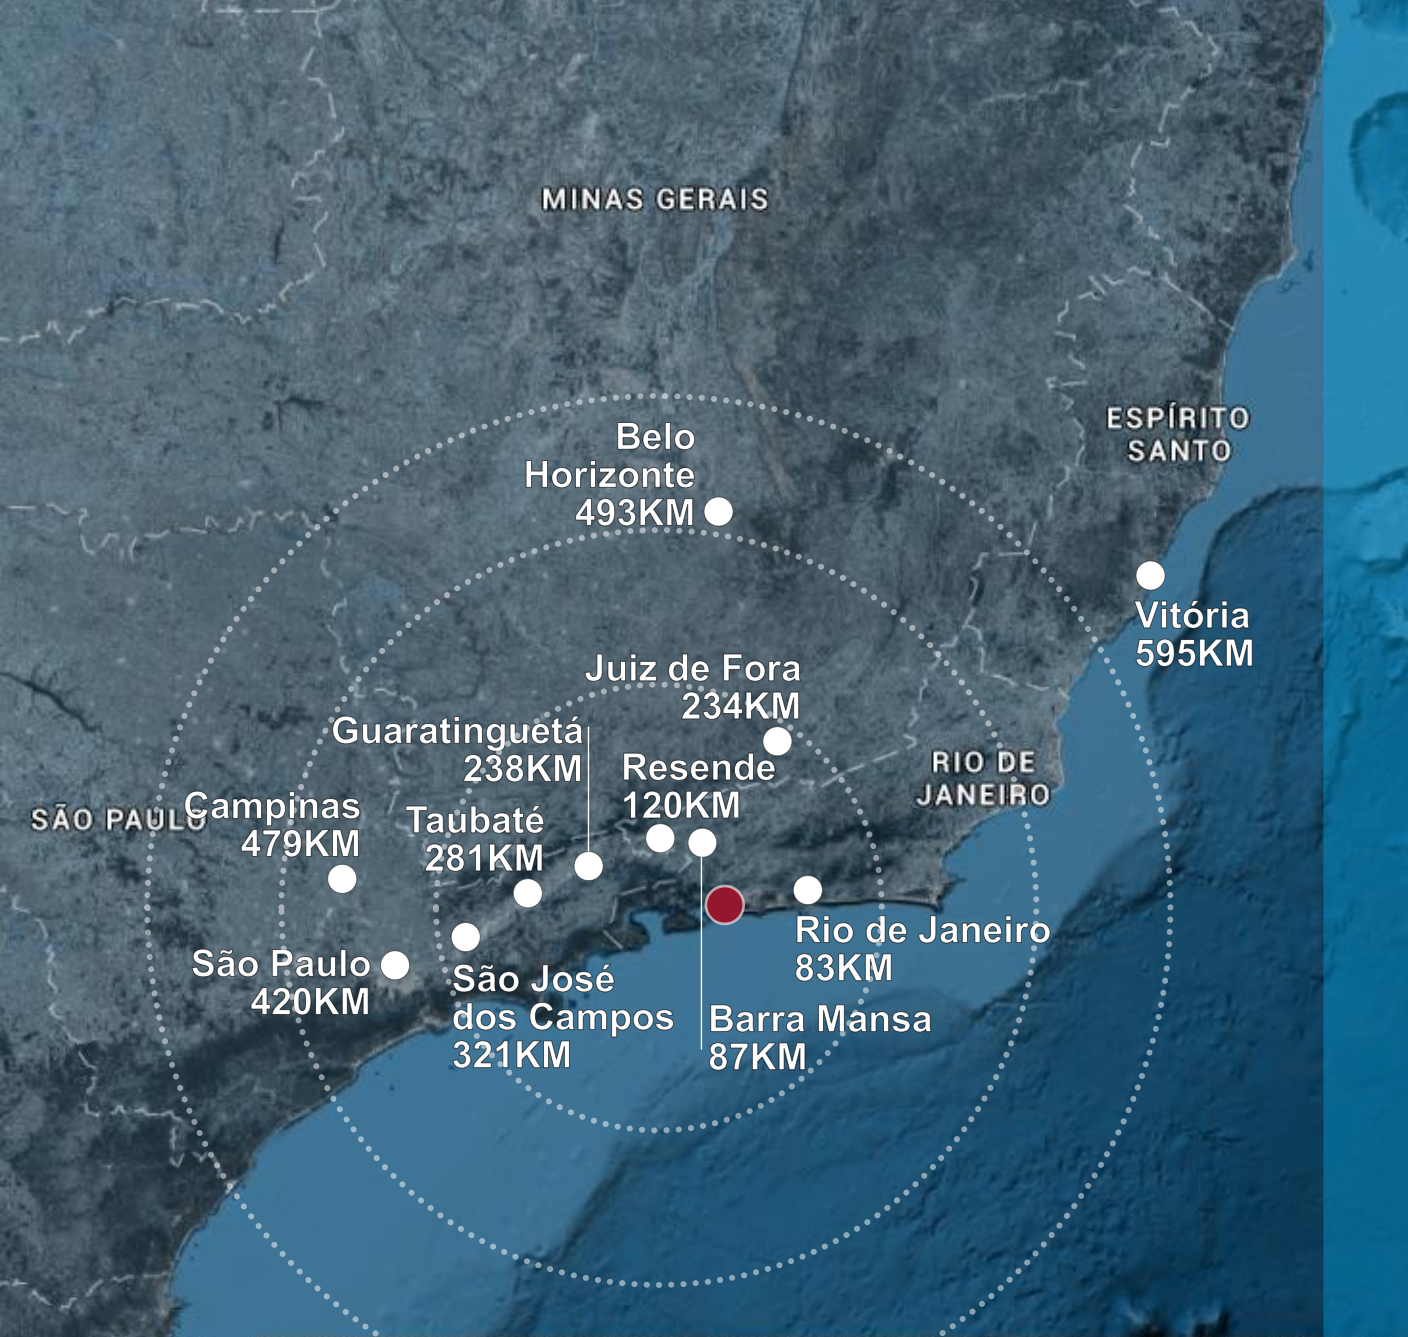 MINAS GERAIS
ESPÍRITO
SANTO
Belo
Horizonte
493KM
Vitória
595KM
Juiz de Fora
234KM
Guaratinguetá
238KM
Resende
120KM
RIO DE
JANEIRO
SÃO PAULO
Campinas
479KM
Taubaté
281KM
Rio de Janeiro
83KM
São Paulo
420KM
São José
dos Campos
321KM
Barra Mansa
87KM